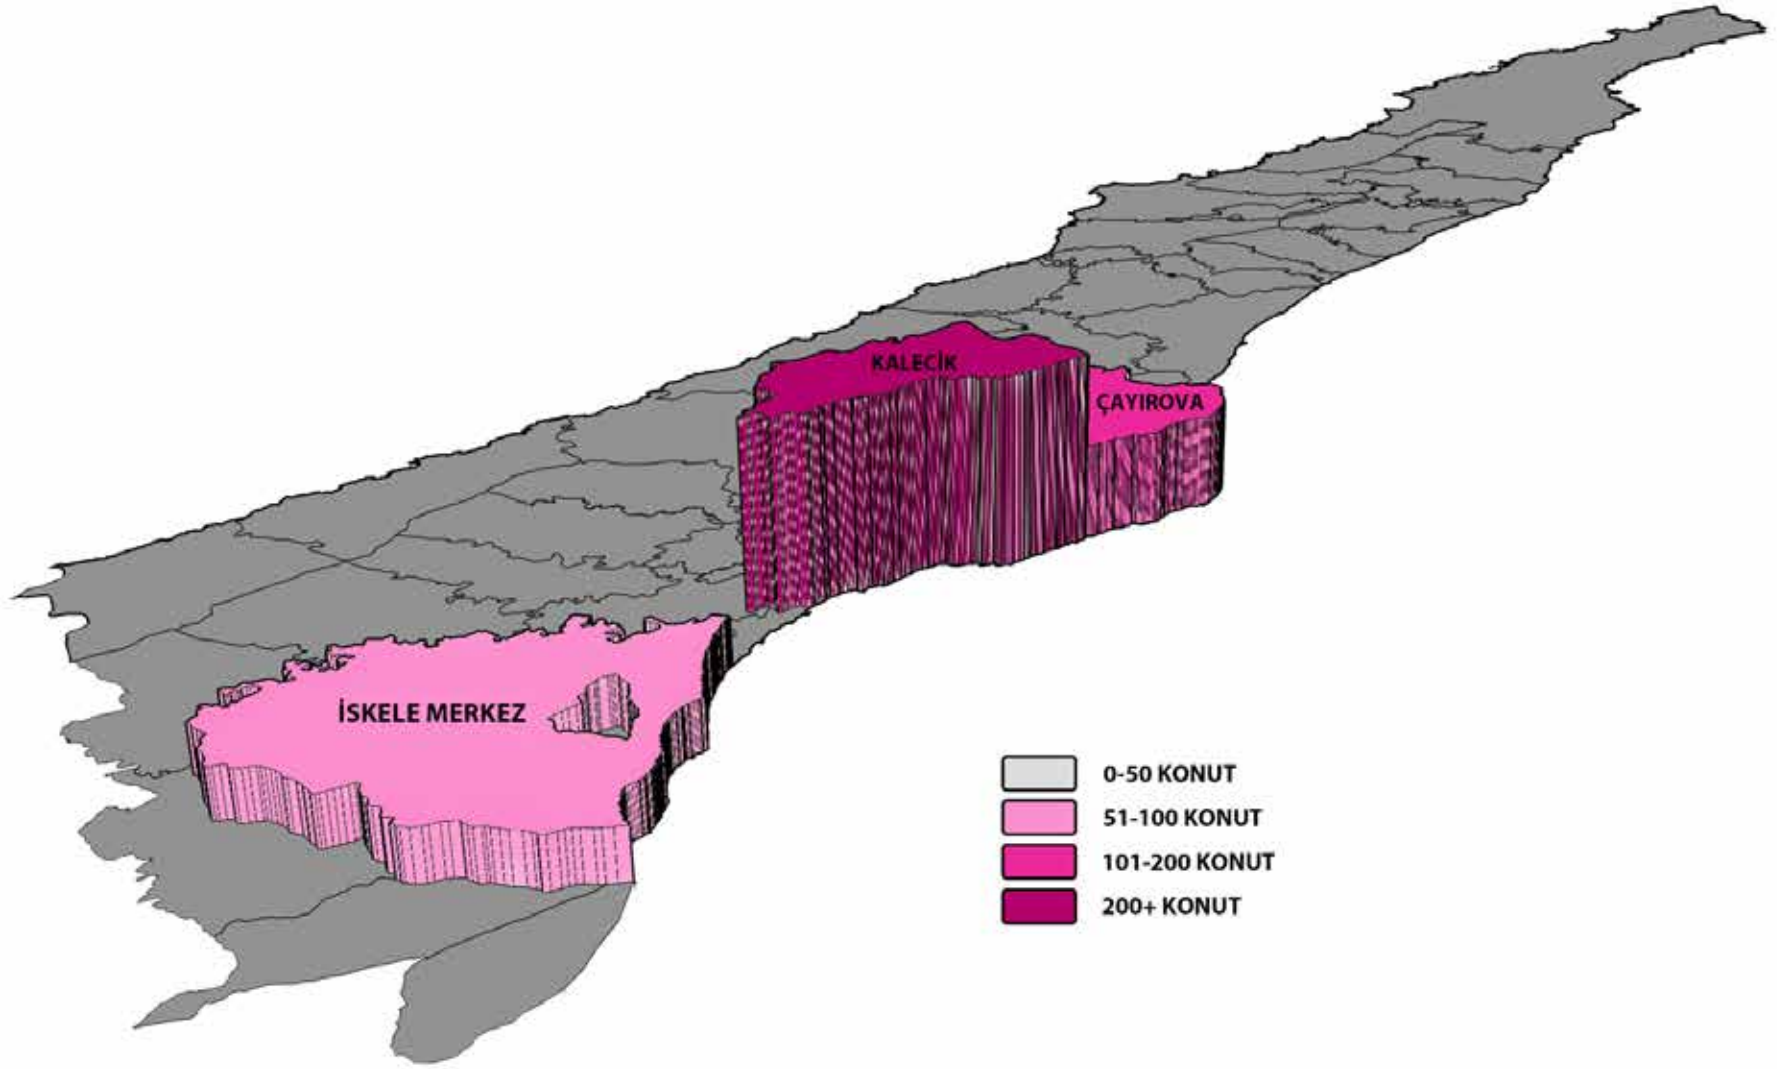 KALECİK
ÇAYIROVA
İSKELE MERKEZ
0-50 KONUT
51-100 KONUT
101-200 KONUT
200+ KONUT